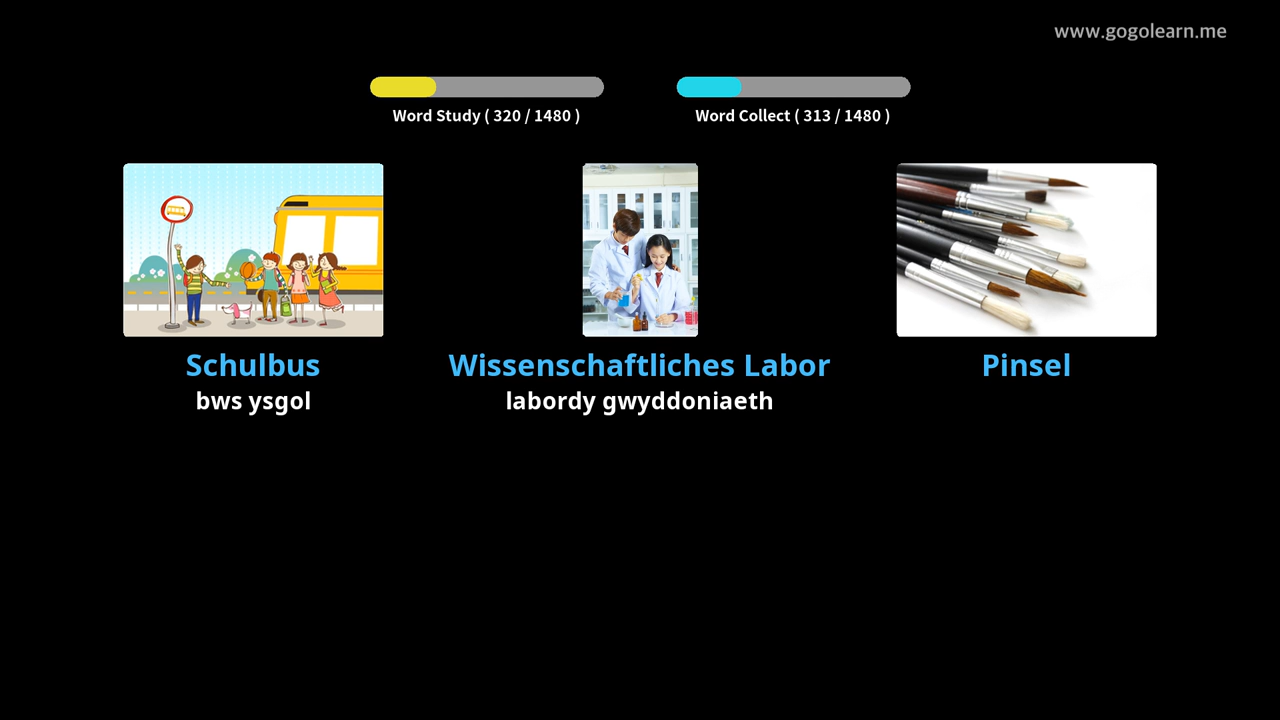 www.gogolearn.me
Word Study ( 320 / 1480 )
Word Collect ( 313 / 1480 )
Schulbus
bws ysgol
Wissenschaftliches Labor
labordy gwyddoniaeth
Pinsel